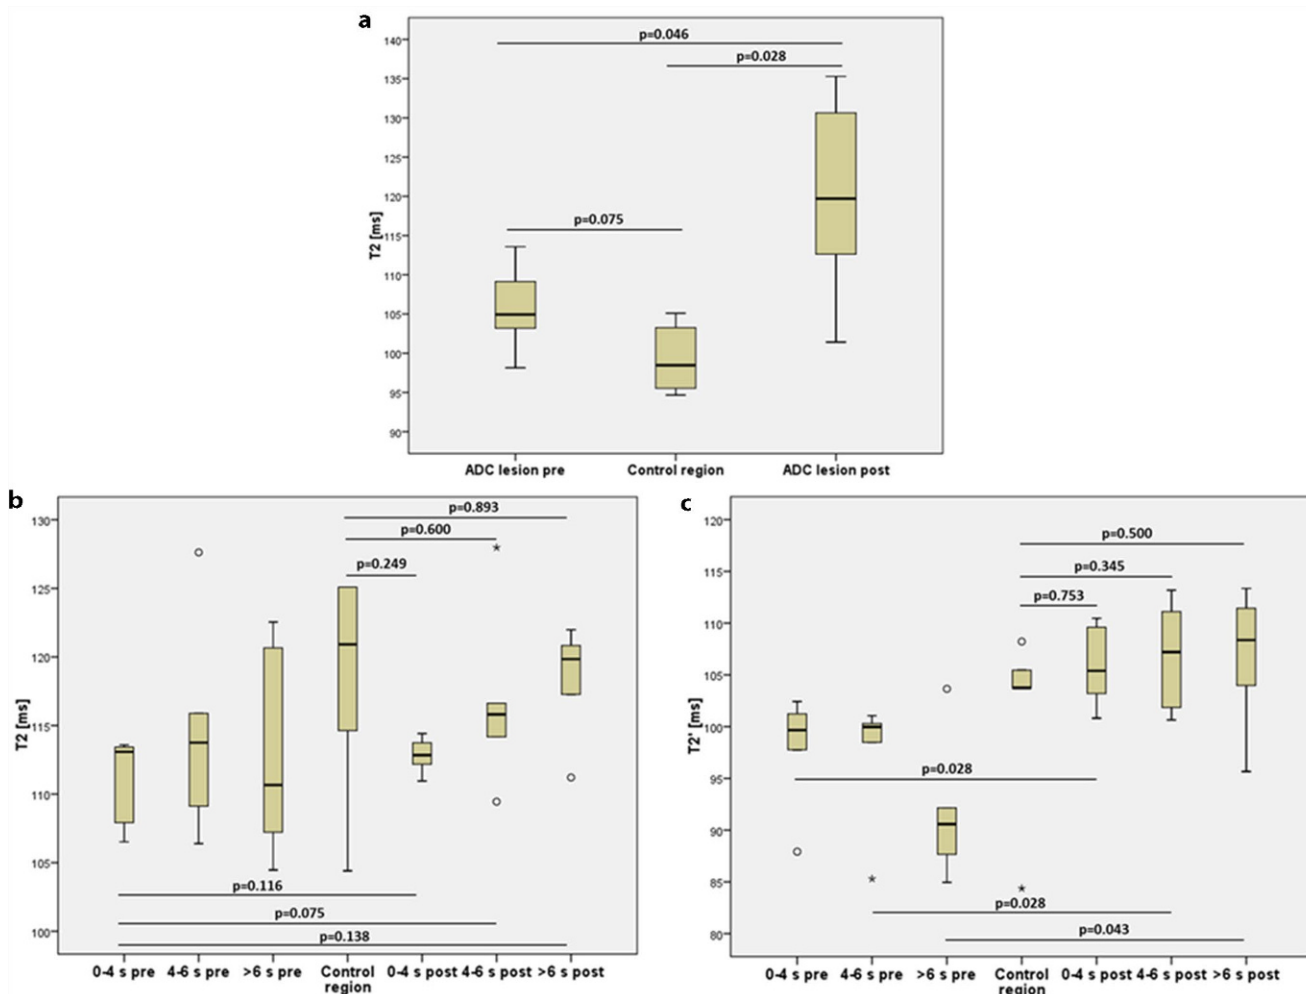 a
p=0.046
p=0.028
p=0.075
T2 [ms]
140
135
130
125
120
115
110
105
100
95
90
ADC lesion pre Control region ADC lesion post
b
p=0.893
p=0.600
p=0.249
p=0.116
p=0.075
p=0.138
T2 [ms]
130
125
120
115
110
105
100
0-4 s pre 4-6 s pre >6 s pre Control region 0-4 s post 4-6 s post >6 s post
c
p=0.500
p=0.345
p=0.753
p=0.028
p=0.028
p=0.043
T2' [ms]
120
115
110
105
100
95
90
85
80
0-4 s pre 4-6 s pre >6 s pre Control region 0-4 s post 4-6 s post >6 s post